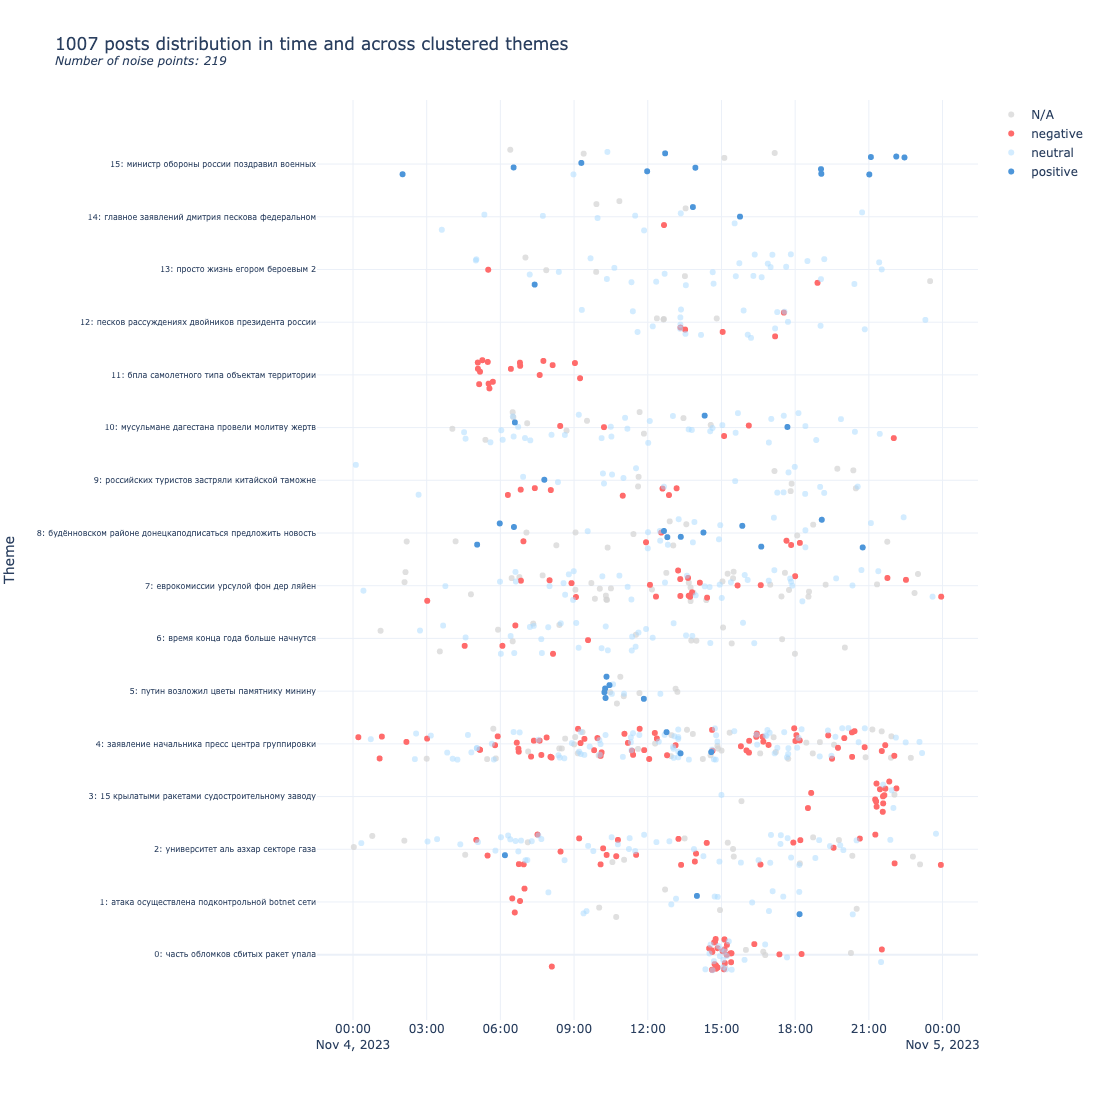 1007 posts distribution in time and across clustered themes
Number of noise points: 219
N/A
negative
neutral
positive
15: министр обороны россии поздравил военных
14: главное заявлений дмитрия пескова федеральном
13: просто жизнь егором бероевым 2
12: песков рассуждениях двойников президента россии
11: бпла самолетного типа объектам территории
10: мусульмане дагестана провели молитву жертв
9: российских туристов застряли китайской таможне
8: будённовском районе донецкаподписаться предложить новость
7: еврокомиссии урсулой фон дер ляйен
6: время конца года больше начнутся
5: путин возложил цветы памятнику минину
4: заявление начальника пресс центра группировки
3: 15 крылатыми ракетами судостроительному заводу
2: университет аль азхар секторе газа
1: атака осуществлена подконтрольной botnet сети
0: часть обломков сбитых ракет упала
Theme
00:00 03:00 06:00 09:00 12:00 15:00 18:00 21:00 00:00
Nov 4, 2023 Nov 5, 2023